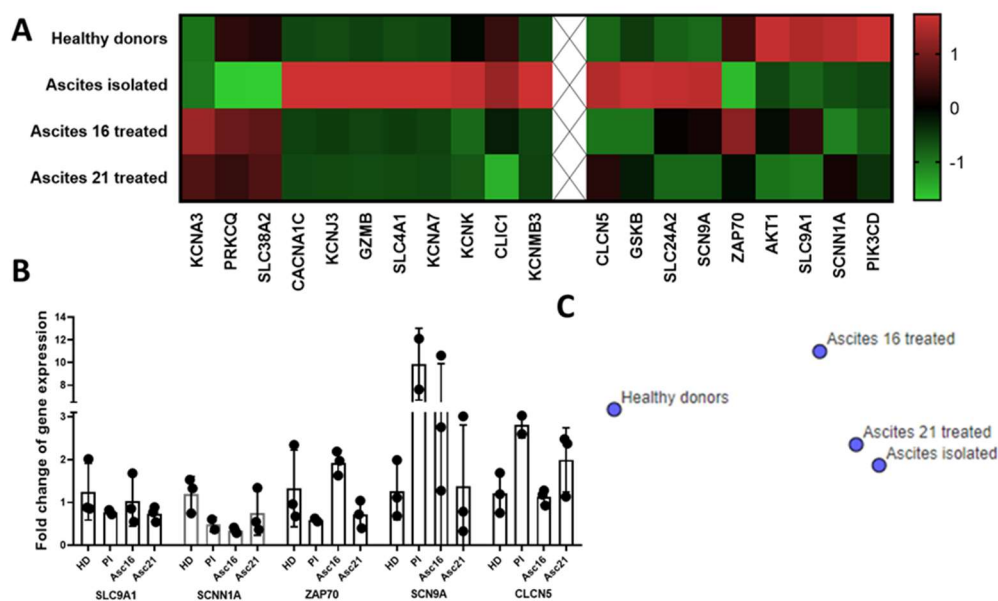 A
Healthy donors
Ascites isolated
Ascites 16 treated
Ascites 21 treated
1
0
-1
KCNA3
PRKCQ
SLC38A2
CACNA1C
KCNJ3
GZMB
SLC4A1
KCNA7
KCNK
CLIC1
KCNMB3
CLCN5
GSKB
SLC24A2
SCN9A
ZAP70
AKT1
SLC9A1
SCNN1A
PIK3CD
B
Fold change of gene expression
14
12
10
8
3
2
1
0
HD PI Asc16 Asc21 HD PI Asc16 Asc21 HD PI Asc16 Asc21 HD PI Asc16 Asc21 HD PI Asc16 Asc21
SLC9A1 SCNN1A ZAP70 SCN9A CLCN5
C
Ascites 16 treated
Healthy donors
Ascites 21 treated
Ascites isolated